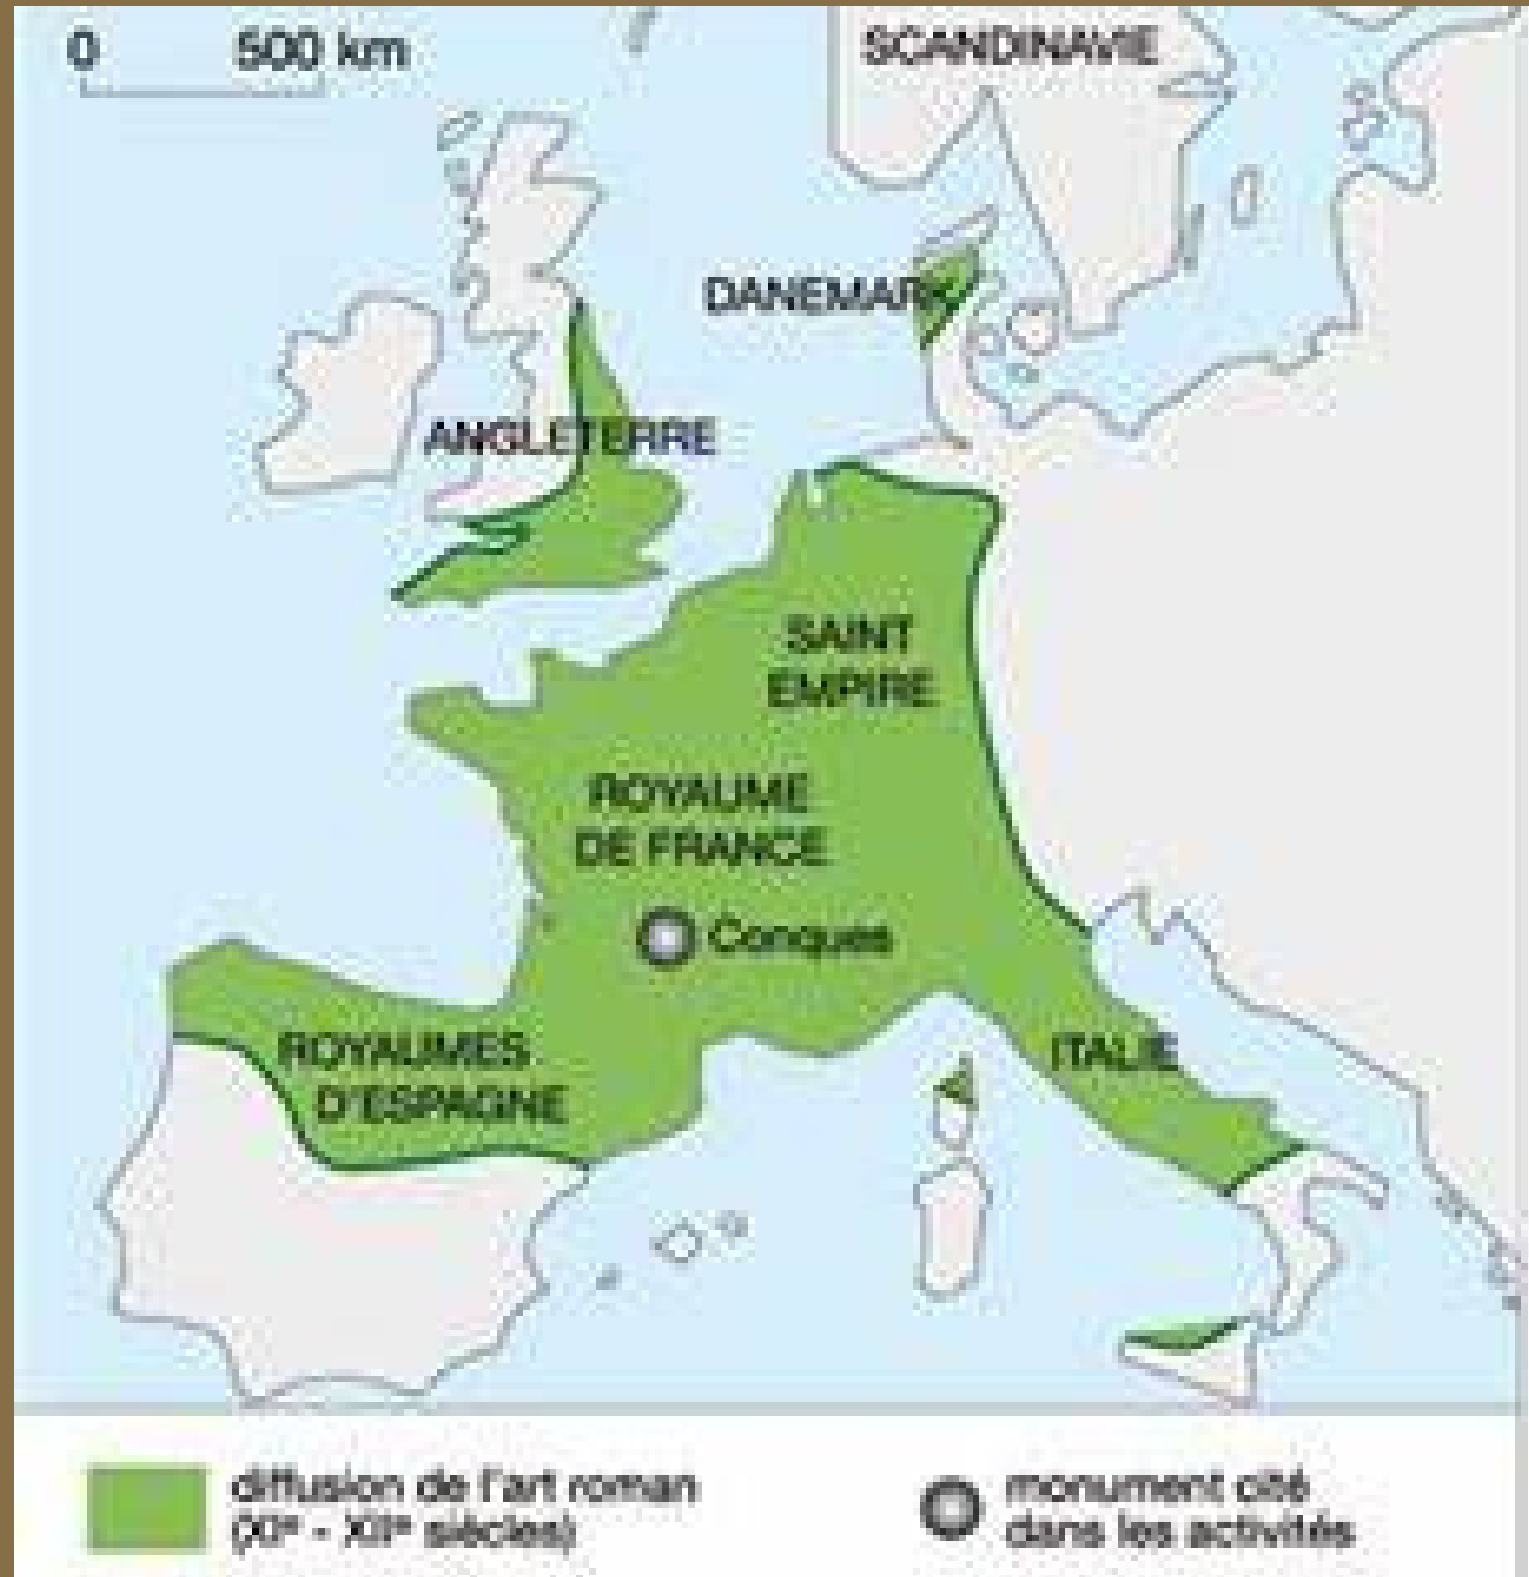 0 500 km
SCANDINAVIE
DANEMARK
ANGLETERRE
SAINT
EMPIRE
ROYAUME
DE FRANCE
Conques
ROYAUMES
D'ESPAGNE
ITALIE
diffusion de l'art roman
(XIᵉ - XIIᵉ siècles)
monument cité
dans les activités